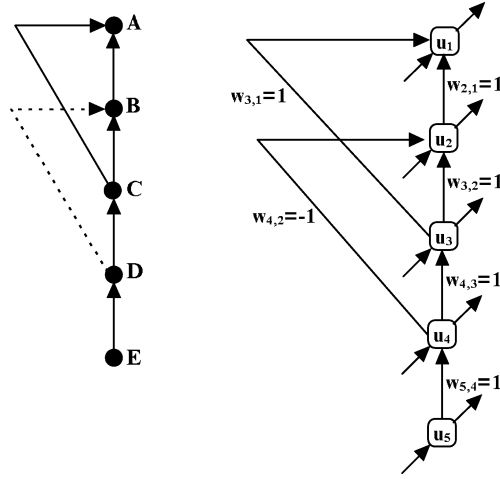 A
B
C
D
E
u₁
w₂,₁=1
w₃,₁=1
u₂
w₃,₂=1
w₄,₂=-1
u₃
w₄,₃=1
u₄
w₅,₄=1
u₅